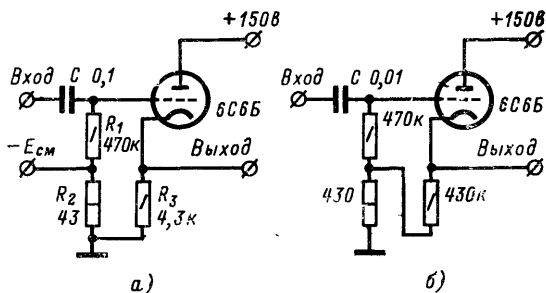 +150в
Вход
С 0,1
6С6Б
R₁
470к
-Eсм
Выход
R₂
43
R₃
4,3к
а)
+150в
Вход
С 0,01
6С6Б
470к
Выход
430
430к
б)